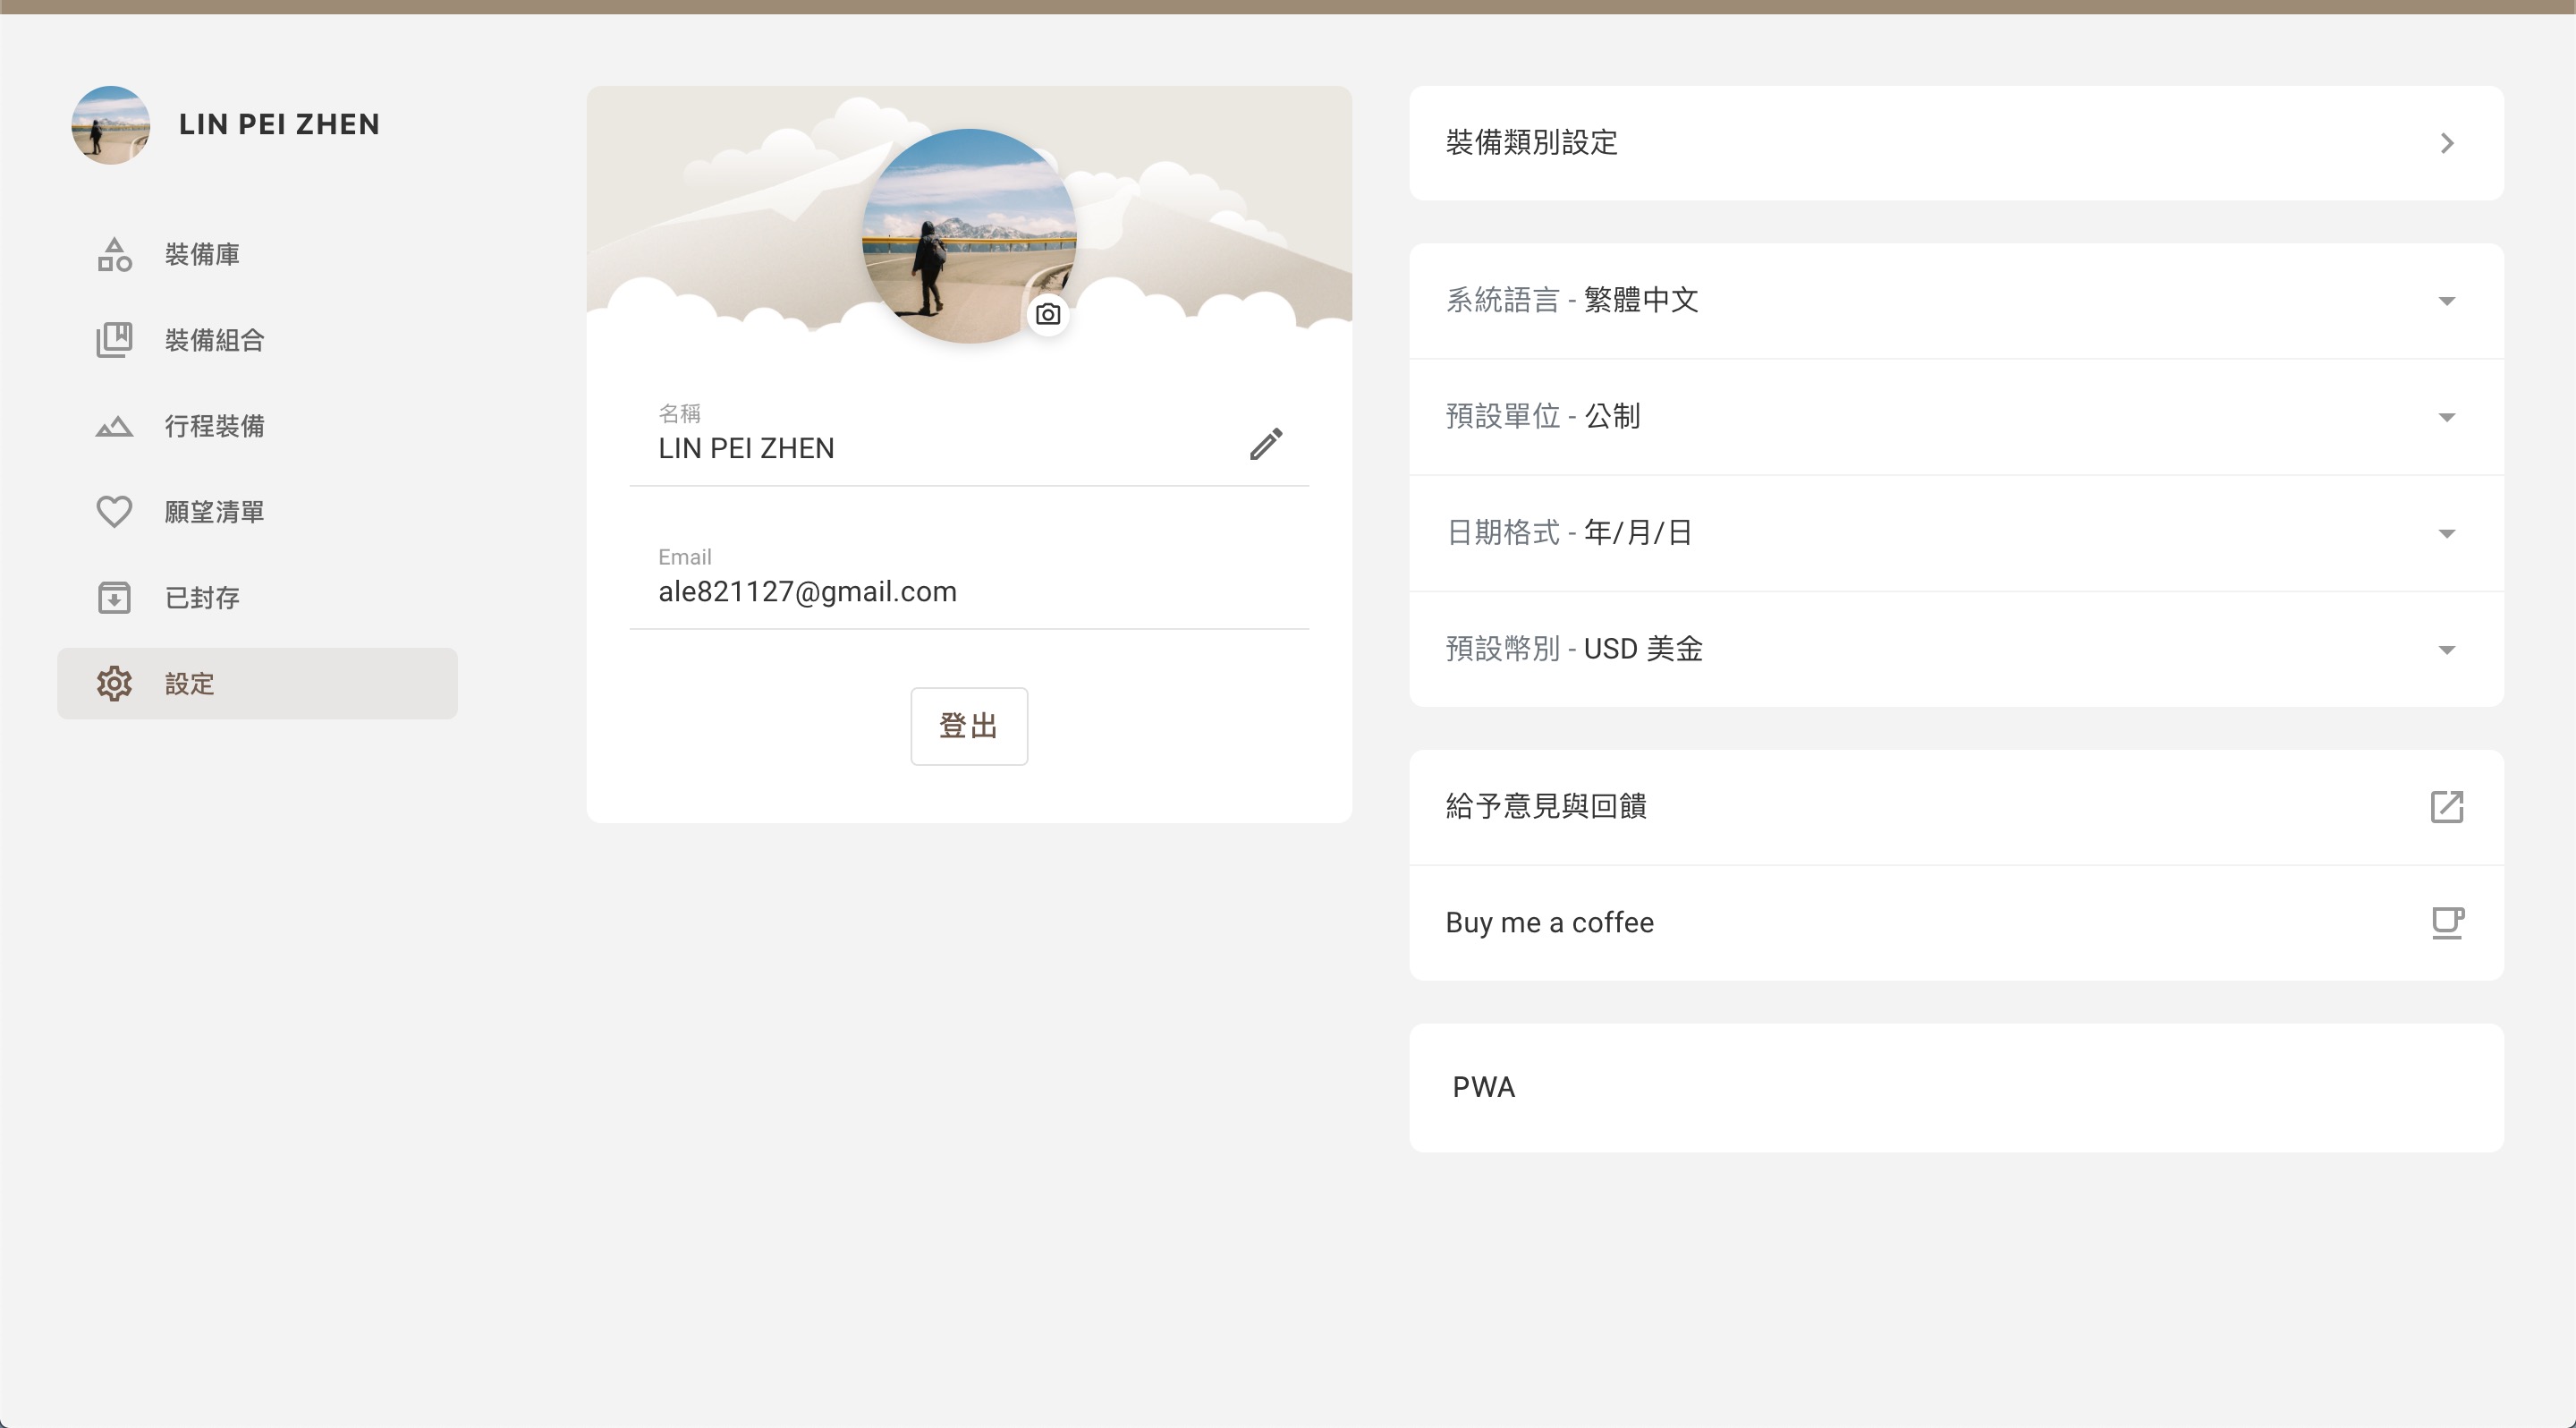 LIN PEI ZHEN
裝備庫
裝備組合
行程裝備
願望清單
已封存
設定
名稱
LIN PEI ZHEN
Email
ale821127@gmail.com
登出
裝備類別設定
系統語言 - 繁體中文
預設單位 - 公制
日期格式 - 年/月/日
預設幣別 - USD 美金
給予意見與回饋
Buy me a coffee
PWA